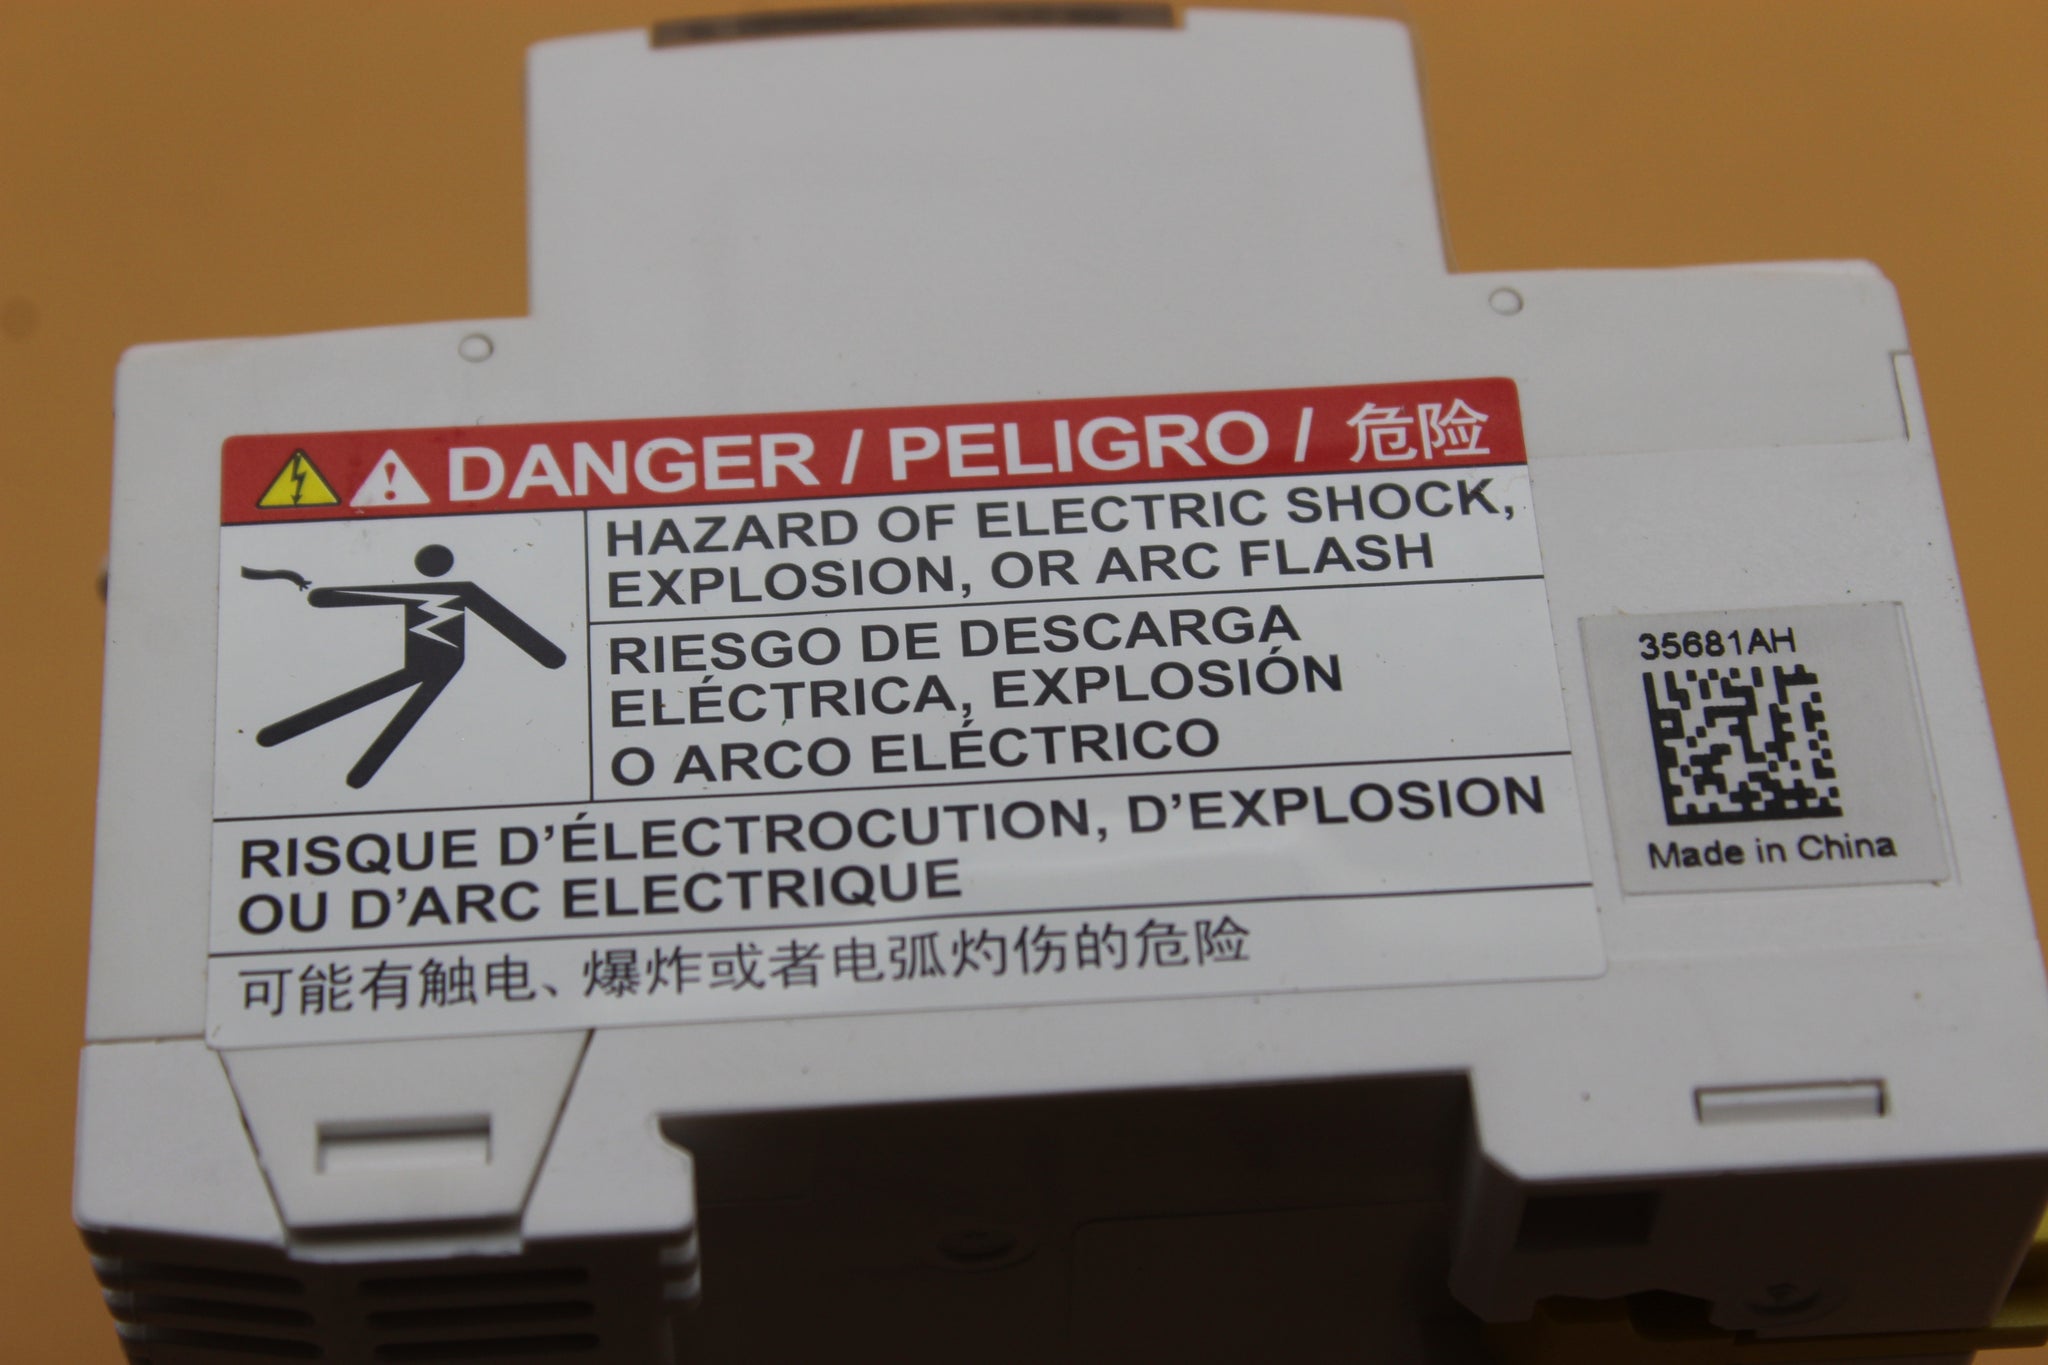 DANGER / PELIGRO / 危险
HAZARD OF ELECTRIC SHOCK,
EXPLOSION, OR ARC FLASH
RIESGO DE DESCARGA
ELÉCTRICA, EXPLOSIÓN
O ARCO ELÉCTRICO
RISQUE D’ÉLECTROCUTION, D’EXPLOSION
OU D’ARC ELECTRIQUE
可能有触电、爆炸或者电弧灼伤的危险
35681AH
Made in China